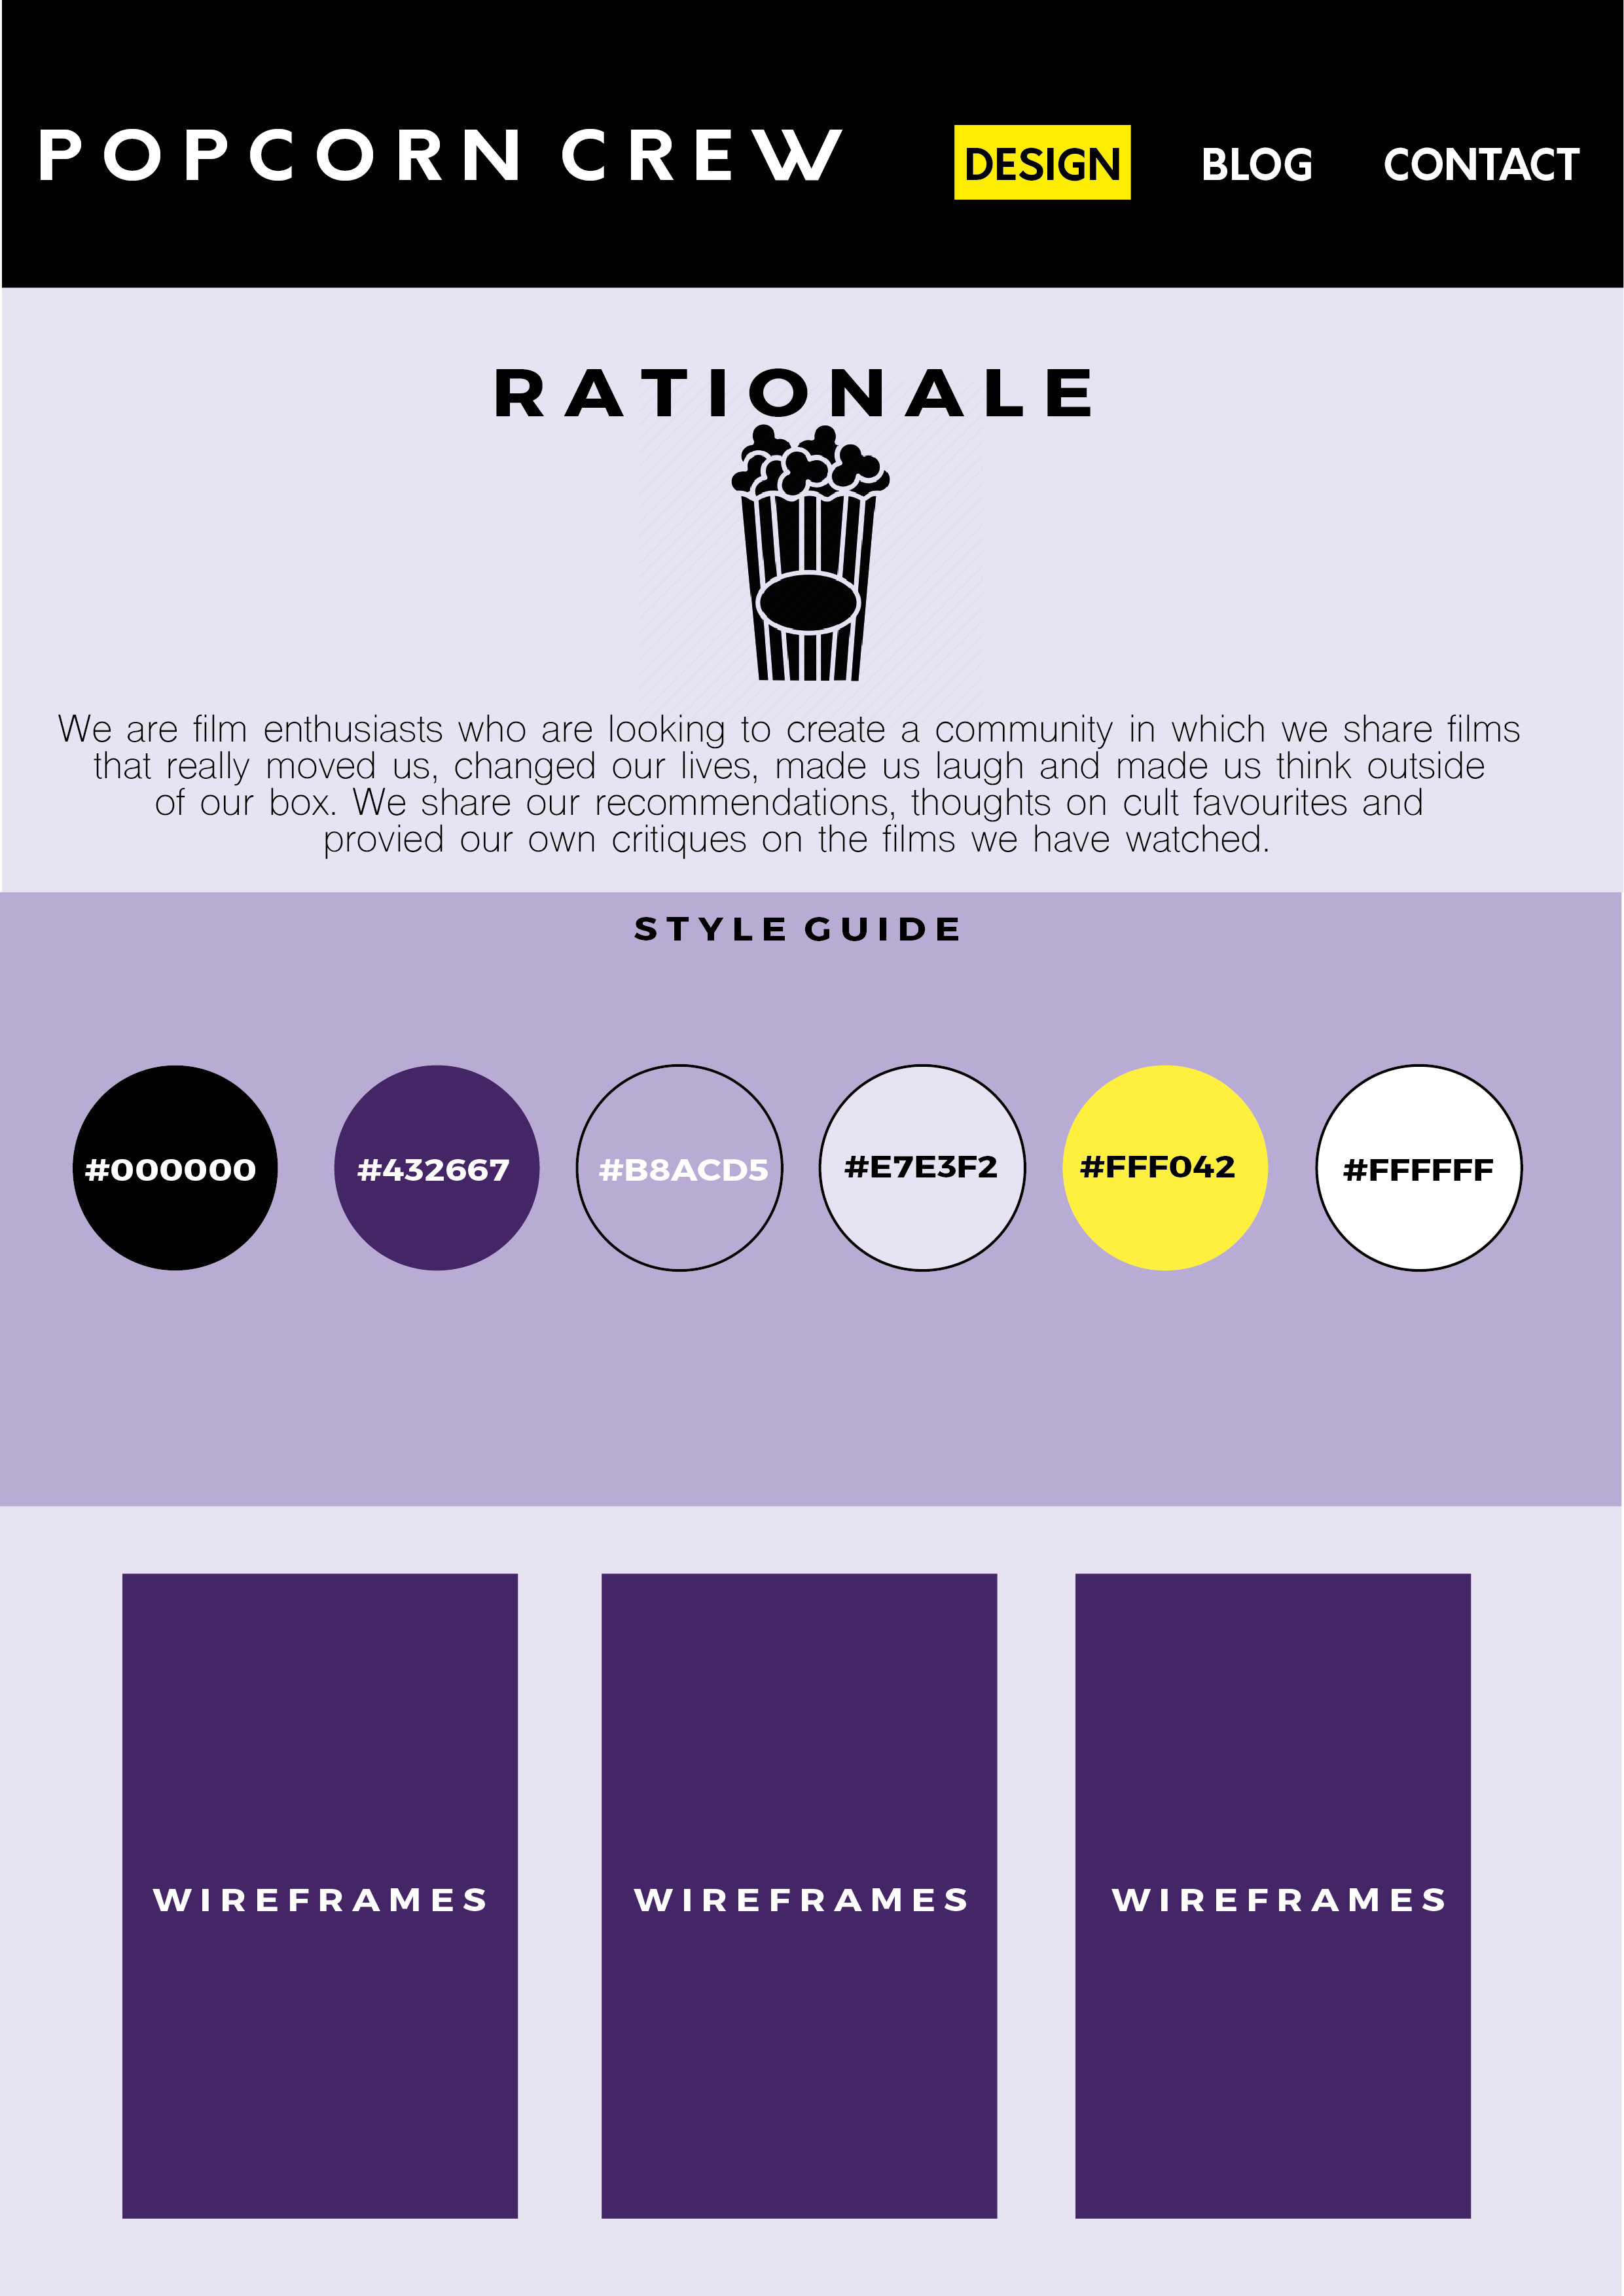 POPCORN CREW
DESIGN BLOG CONTACT
RATIONALE
We are film enthusiasts who are looking to create a community in which we share films
that really moved us, changed our lives, made us laugh and made us think outside
of our box. We share our recommendations, thoughts on cult favourites and
provied our own critiques on the films we have watched.
STYLE GUIDE
#000000 #432667 #B8ACD5 #E7E3F2 #FFF042 #FFFFFF
WIREFRAMES WIREFRAMES WIREFRAMES